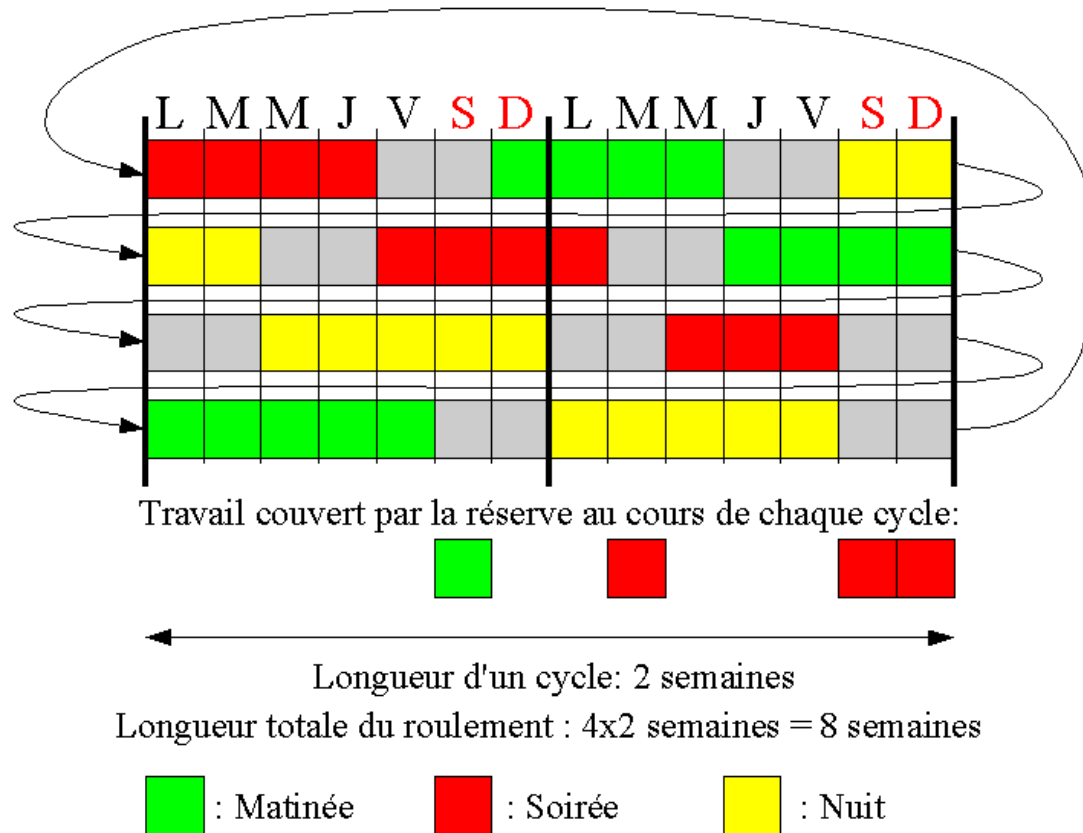 L M M J V S D L M M J V S D
Travail couvert par la réserve au cours de chaque cycle:
Longueur d'un cycle: 2 semaines
Longueur totale du roulement : 4x2 semaines = 8 semaines
: Matinée : Soirée : Nuit